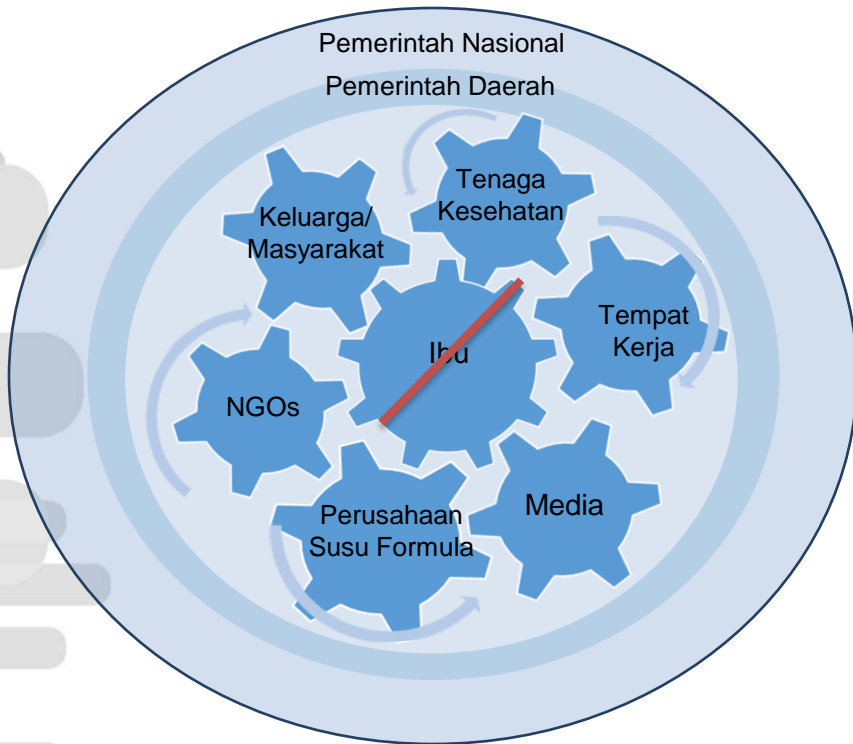 Pemerintah Nasional
Pemerintah Daerah
Tenaga
Kesehatan
Keluarga/
Masyarakat
Tempat
Kerja
Ibu
NGOs
Perusahaan
Susu Formula
Media